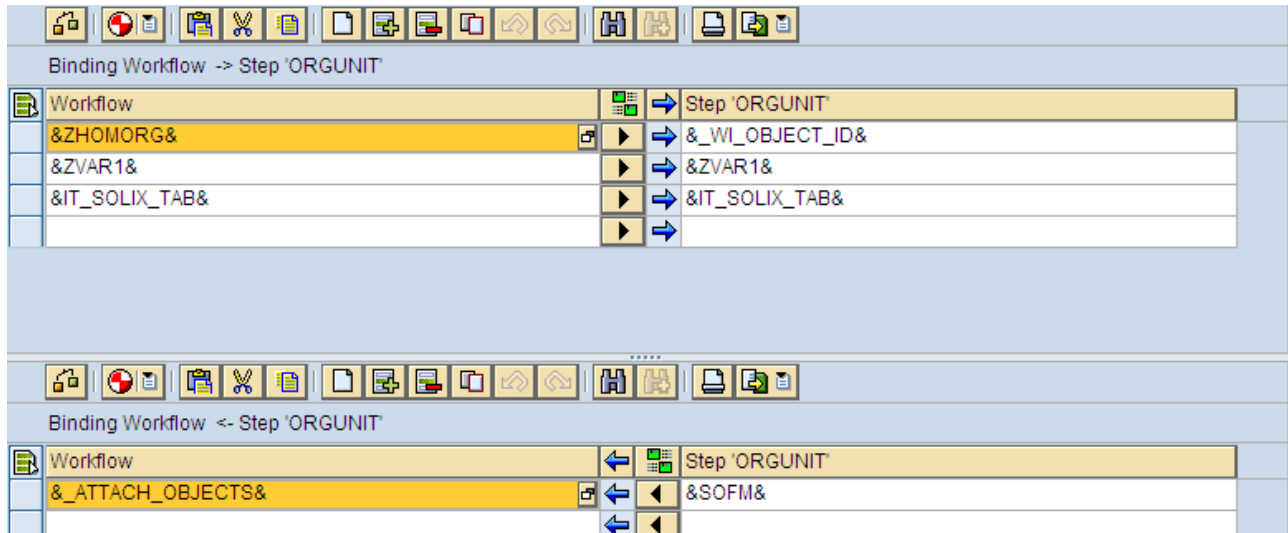 Binding Workflow -> Step 'ORGUNIT'
Workflow Step 'ORGUNIT'
&ZHOMORG& &_WI_OBJECT_ID&
&ZVAR1& &ZVAR1&
&IT_SOLIX_TAB& &IT_SOLIX_TAB&
Binding Workflow <- Step 'ORGUNIT'
Workflow Step 'ORGUNIT'
&_ATTACH_OBJECTS& &SOFM&